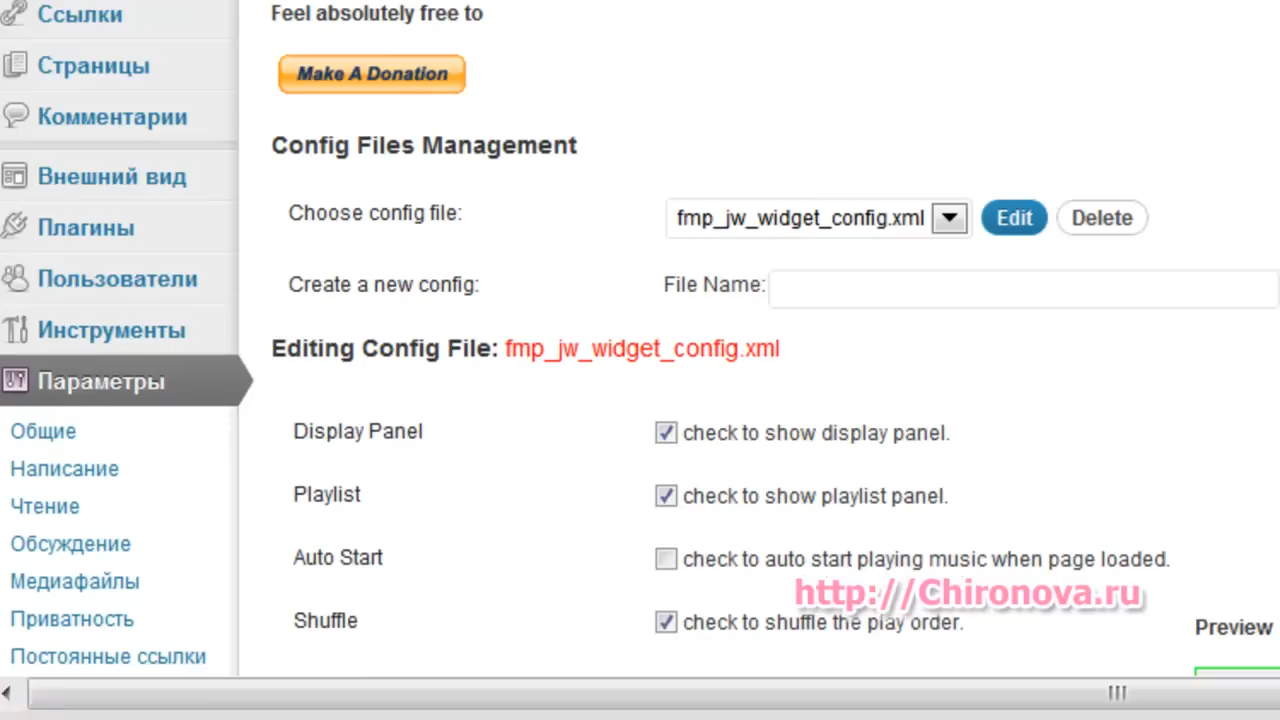 Ссылки
Страницы
Комментарии
Внешний вид
Плагины
Пользователи
Инструменты
Параметры
Общие
Написание
Чтение
Обсуждение
Медиафайлы
Приватность
Постоянные ссылки
Feel absolutely free to
Make A Donation
Config Files Management
Choose config file: fmp_jw_widget_config.xml Edit Delete
Create a new config: File Name:
Editing Config File: fmp_jw_widget_config.xml
Display Panel check to show display panel.
Playlist check to show playlist panel.
Auto Start check to auto start playing music when page loaded.
http://Chironova.ru
Shuffle check to shuffle the play order.
Preview